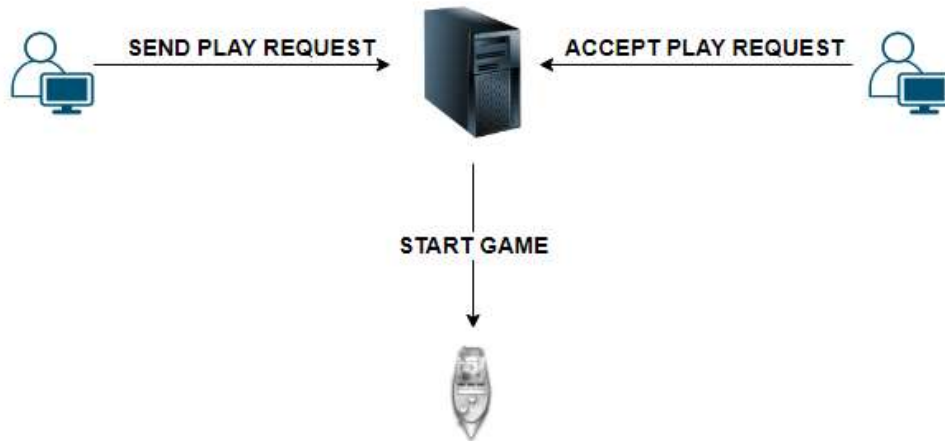 SEND PLAY REQUEST
ACCEPT PLAY REQUEST
START GAME